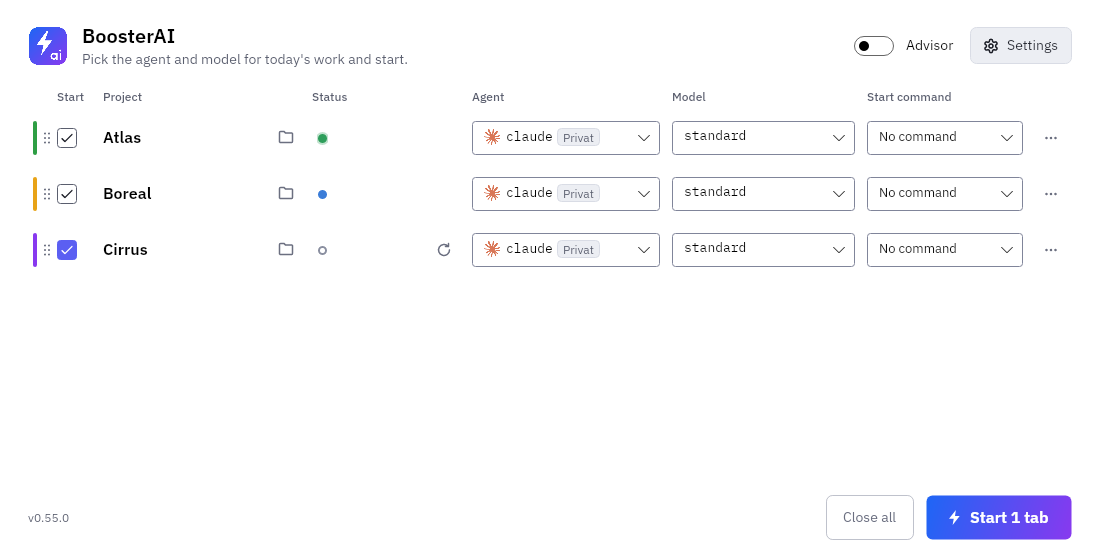 ai
BoosterAI
Pick the agent and model for today's work and start.
Advisor
Settings
Start Project Status Agent Model Start command
Atlas claude Privat standard No command
Boreal claude Privat standard No command
Cirrus claude Privat standard No command
v0.55.0
Close all
Start 1 tab